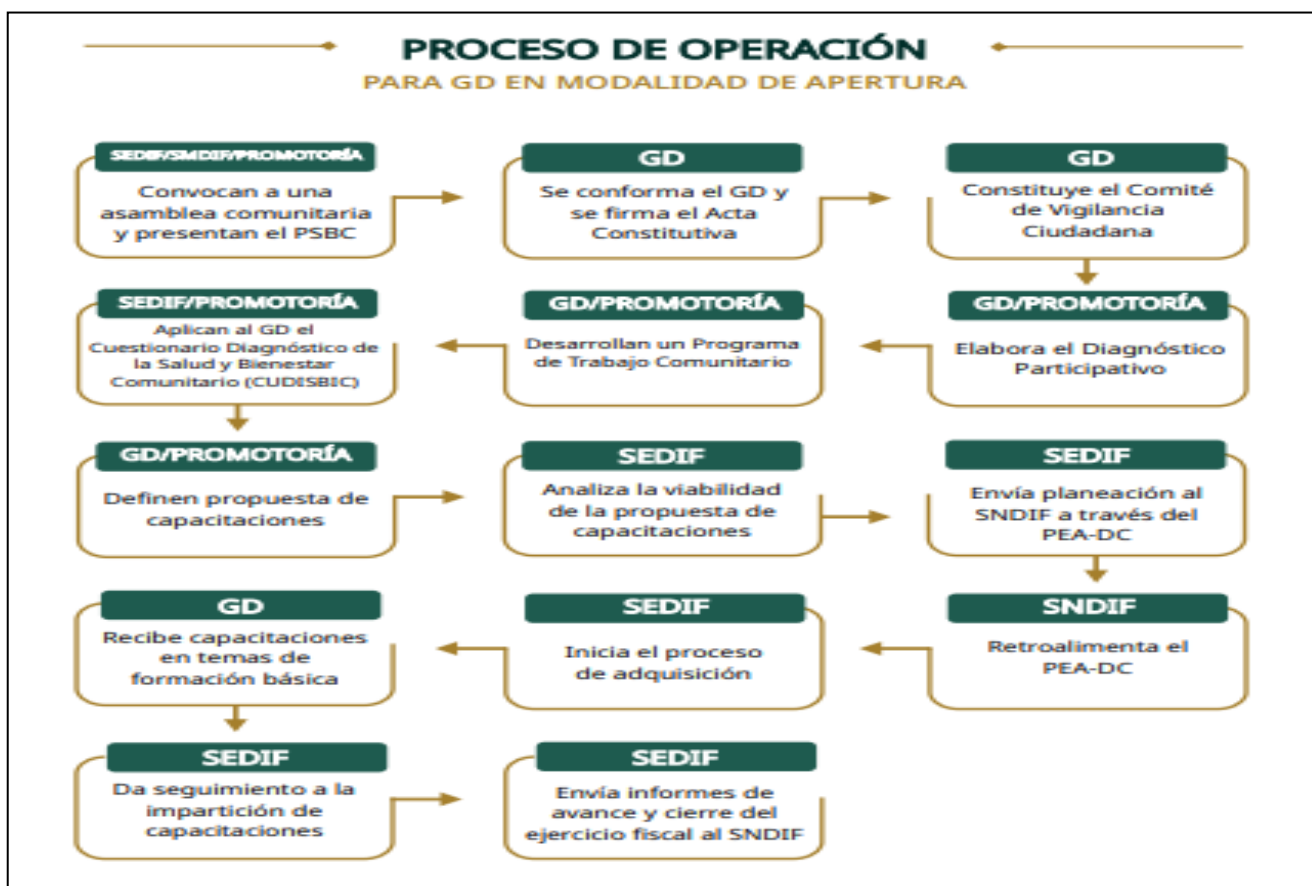 PROCESO DE OPERACIÓN
PARA GD EN MODALIDAD DE APERTURA
SEDIF/SMDIF/PROMOTORÍA
Convocan a una
asamblea comunitaria
y presentan el PSBC
GD
Se conforma el GD y
se firma el Acta
Constitutiva
GD
Constituye el Comité
de Vigilancia
Ciudadana
GD/PROMOTORÍA
Elabora el Diagnóstico
Participativo
GD/PROMOTORÍA
Desarrollan un Programa
de Trabajo Comunitario
SEDIF/PROMOTORÍA
Aplican al GD el
Cuestionario Diagnóstico de
la Salud y Bienestar
Comunitario (CUDISBIC)
GD/PROMOTORÍA
Definen propuesta de
capacitaciones
SEDIF
Analiza la viabilidad
de la propuesta de
capacitaciones
SEDIF
Envía planeación al
SNDIF a través del
PEA-DC
SNDIF
Retroalimenta el
PEA-DC
SEDIF
Inicia el proceso
de adquisición
GD
Recibe capacitaciones
en temas de
formación básica
SEDIF
Da seguimiento a la
impartición de
capacitaciones
SEDIF
Envía informes de
avance y cierre del
ejercicio fiscal al SNDIF